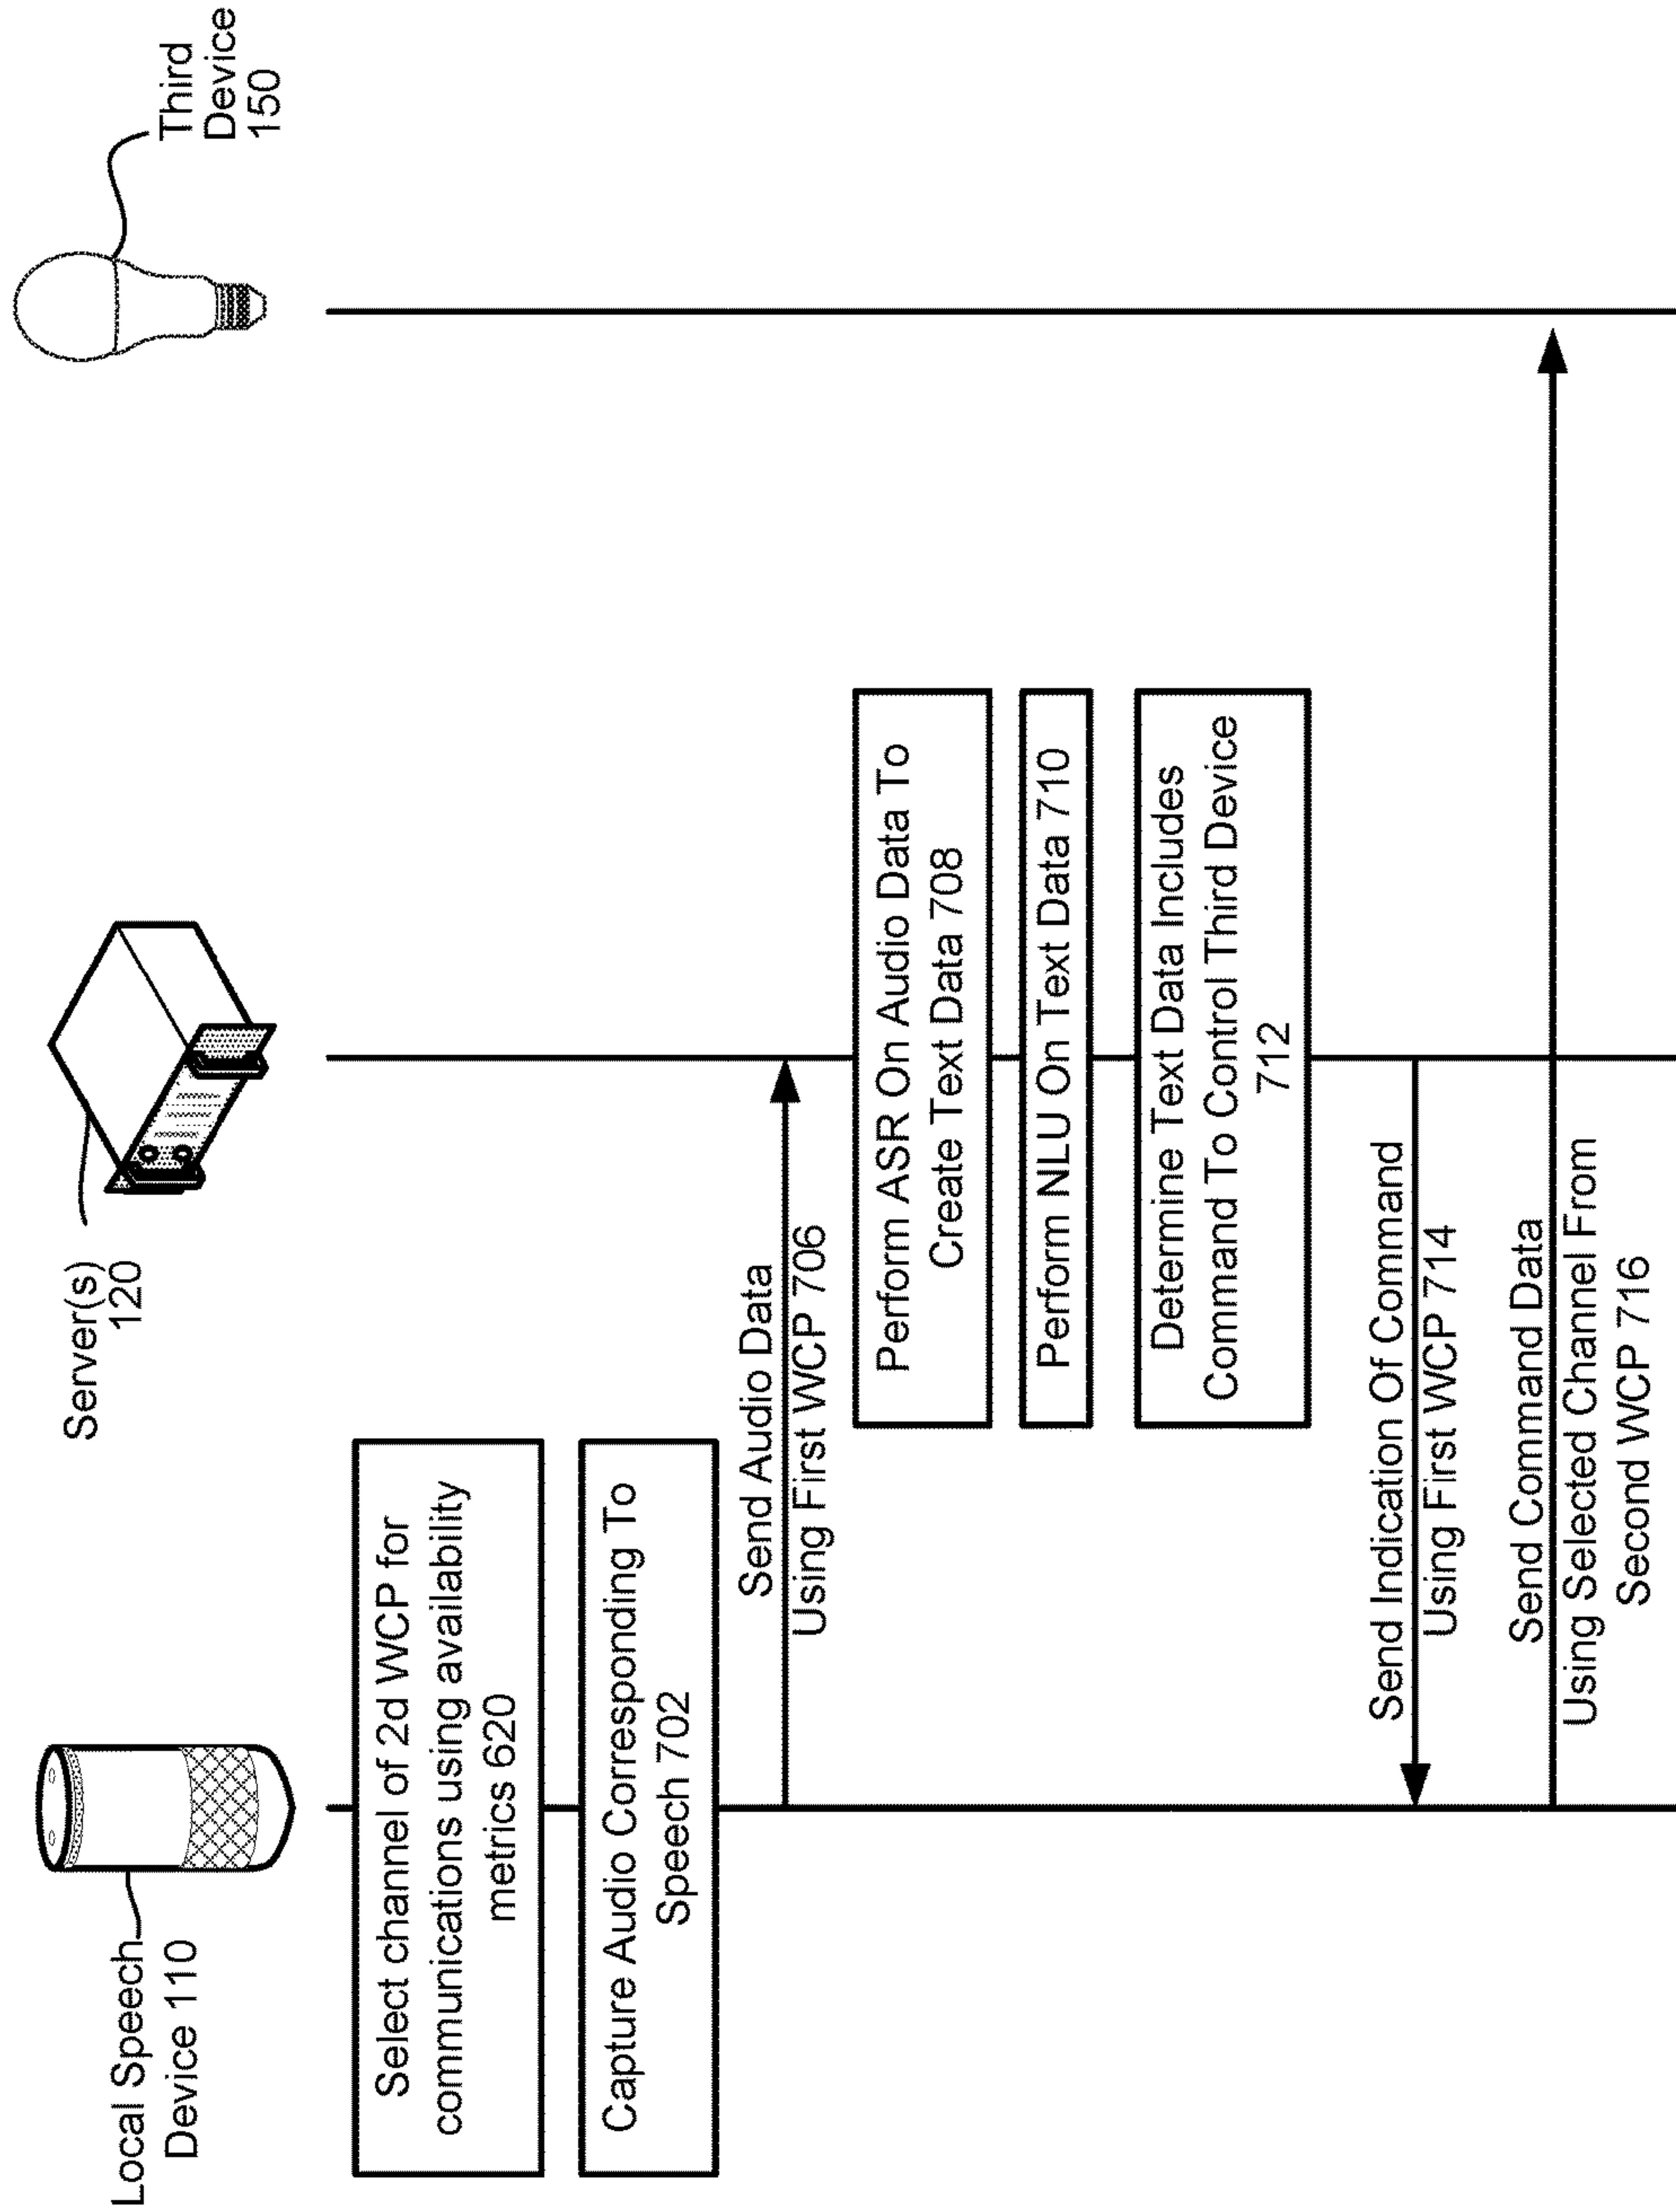 Local Speech
Device 110
Server(s)
120
Third
Device
150
Select channel of 2d WCP for
communications using availability
metrics 620
Capture Audio Corresponding To
Speech 702
Send Audio Data
Using First WCP 706
Perform ASR On Audio Data To
Create Text Data 708
Perform NLU On Text Data 710
Determine Text Data Includes
Command To Control Third Device
712
Send Indication Of Command
Using First WCP 714
Send Command Data
Using Selected Channel From
Second WCP 716